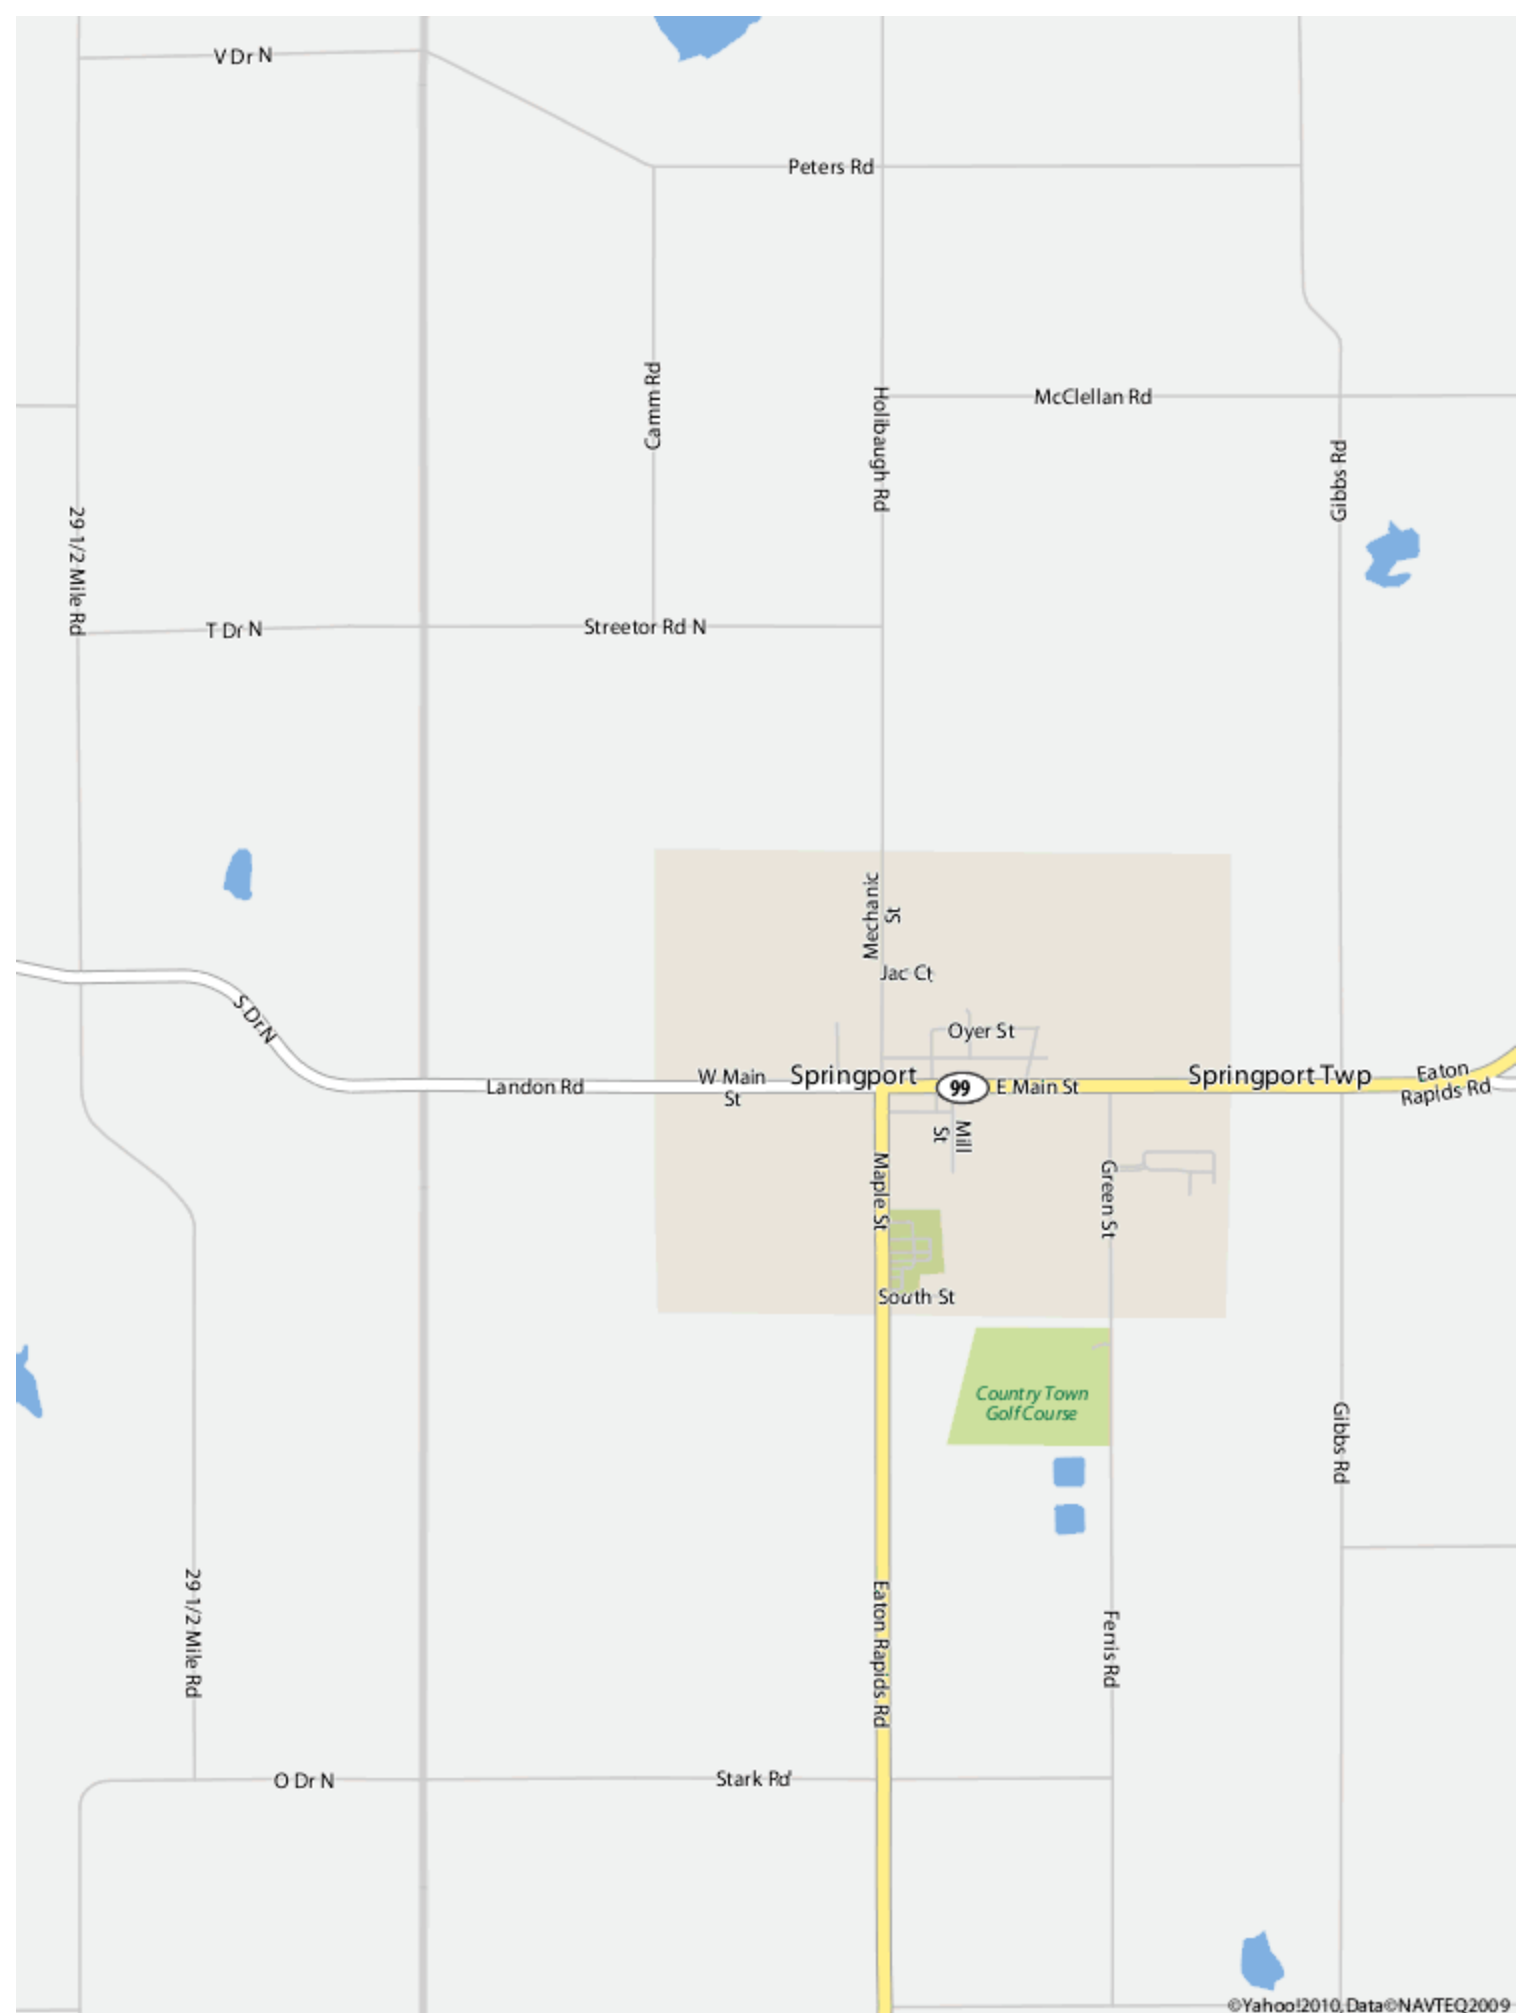 V Dr N
Peters Rd
Camm Rd
Holibaugh Rd
McClellan Rd
Gibbs Rd
29 1/2 Mile Rd
T Dr N
Streetor Rd N
Mechanic
St
Jac Ct
S Dr N
Oyer St
Landon Rd
W Main
St
Springport
99
E Main St
Springport Twp
Eaton
Rapids Rd
Mill
St
Maple St
Green St
South St
Country Town
Golf Course
Gibbs Rd
29 1/2 Mile Rd
Eaton Rapids Rd
Ferris Rd
O Dr N
Stark Rd
©Yahoo!2010, Data©NAVTEQ2009